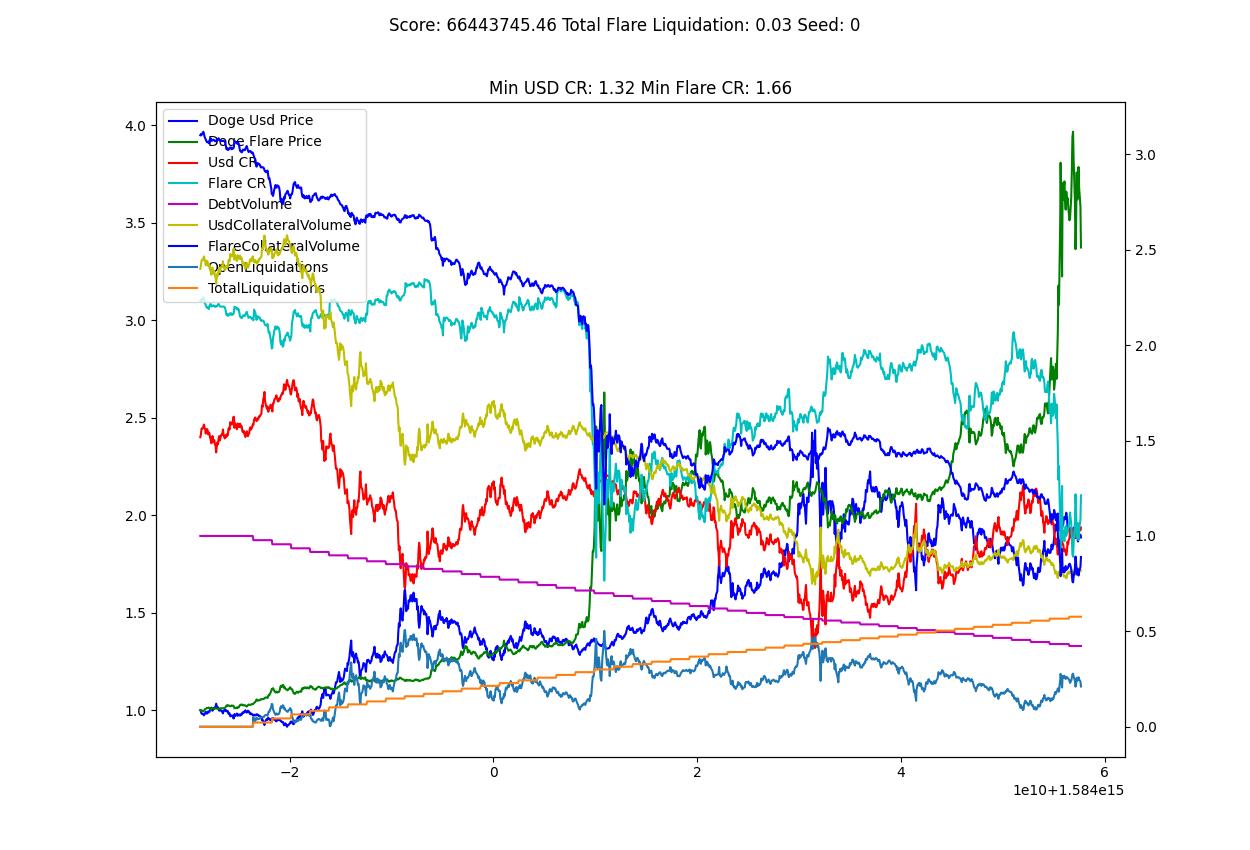 Score: 66443745.46 Total Flare Liquidation: 0.03 Seed: 0
Min USD CR: 1.32 Min Flare CR: 1.66
Doge Usd Price
Doge Flare Price
Usd CR
Flare CR
DebtVolume
UsdCollateralVolume
FlareCollateralVolume
OpenLiquidations
TotalLiquidations
4.0
3.5
3.0
2.5
2.0
1.5
1.0
3.0
2.5
2.0
1.5
1.0
0.5
0.0
−2 0 2 4 6
1e10+1.584e15